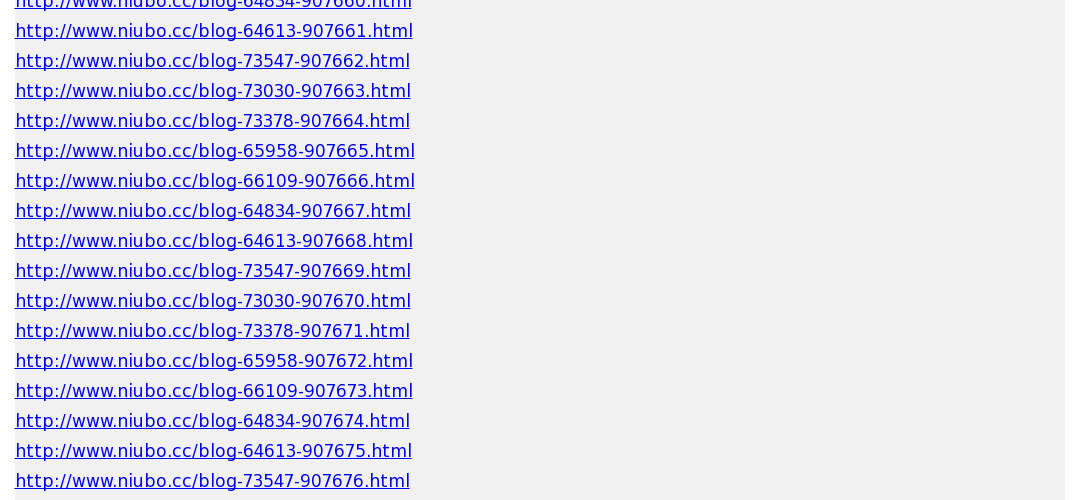 http://www.niubo.cc/blog-64834-907660.html
http://www.niubo.cc/blog-64613-907661.html
http://www.niubo.cc/blog-73547-907662.html
http://www.niubo.cc/blog-73030-907663.html
http://www.niubo.cc/blog-73378-907664.html
http://www.niubo.cc/blog-65958-907665.html
http://www.niubo.cc/blog-66109-907666.html
http://www.niubo.cc/blog-64834-907667.html
http://www.niubo.cc/blog-64613-907668.html
http://www.niubo.cc/blog-73547-907669.html
http://www.niubo.cc/blog-73030-907670.html
http://www.niubo.cc/blog-73378-907671.html
http://www.niubo.cc/blog-65958-907672.html
http://www.niubo.cc/blog-66109-907673.html
http://www.niubo.cc/blog-64834-907674.html
http://www.niubo.cc/blog-64613-907675.html
http://www.niubo.cc/blog-73547-907676.html